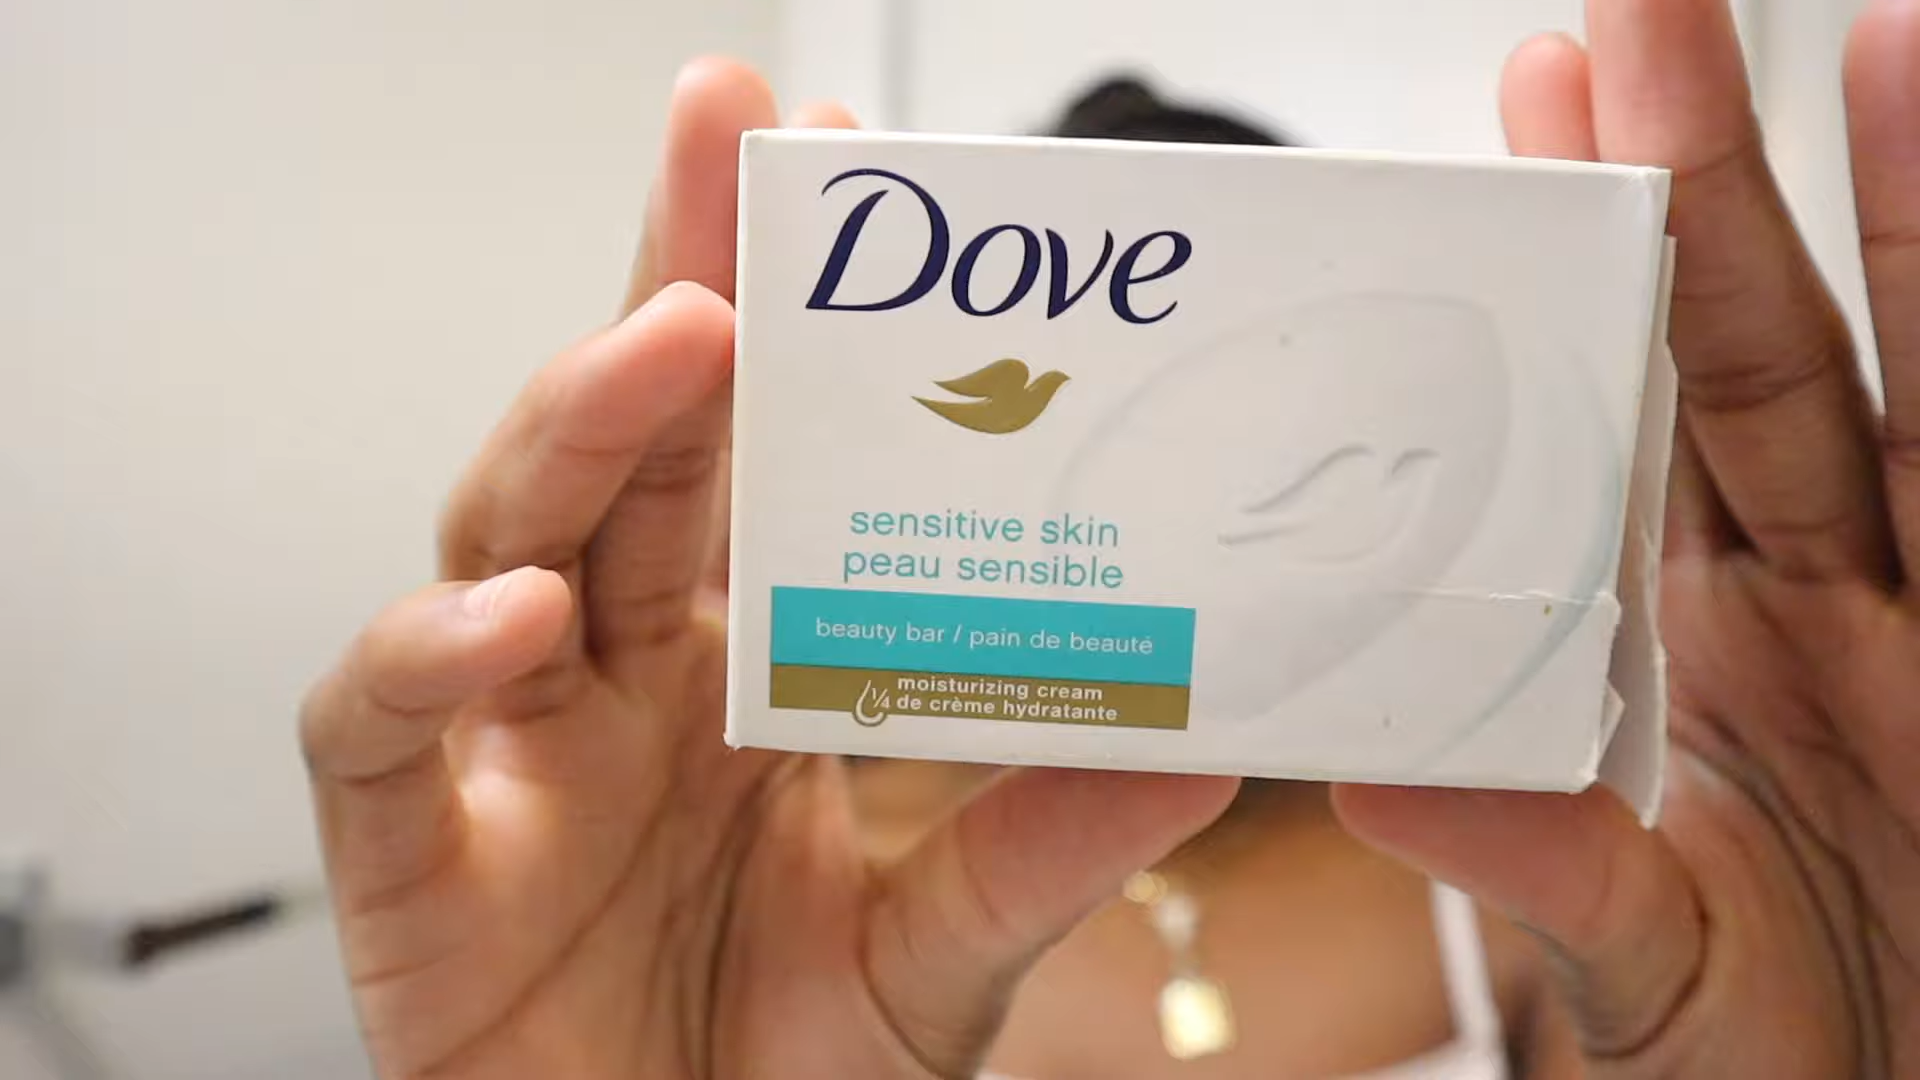 Dove
sensitive skin
peau sensible
beauty bar / pain de beauté
¼ moisturizing cream
de crème hydratante